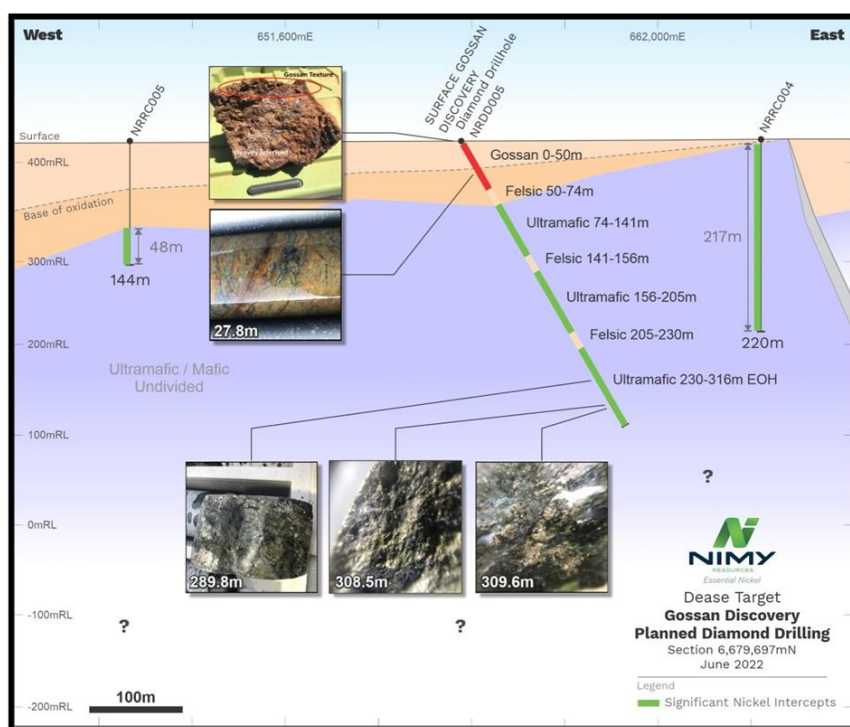 West
651,600mE
662,000mE
East
NRRC005
SURFACE GOSSAN
DISCOVERY
Diamond Drillhole
NRDD005
NRRC004
Gossan Texture
Surface
400mRL
Base of oxidation
300mRL
200mRL
100mRL
0mRL
-100mRL
-200mRL
48m
144m
27.8m
Gossan 0-50m
Felsic 50-74m
Ultramafic 74-141m
Felsic 141-156m
Ultramafic 156-205m
Felsic 205-230m
Ultramafic 230-316m EOH
217m
220m
Ultramafic / Mafic
Undivided
289.8m
308.5m
309.6m
?
?
?
NIMY
RESOURCES
Essential Nickel
Dease Target
Gossan Discovery
Planned Diamond Drilling
Section 6,679,697mN
June 2022
Legend
Significant Nickel Intercepts
100m